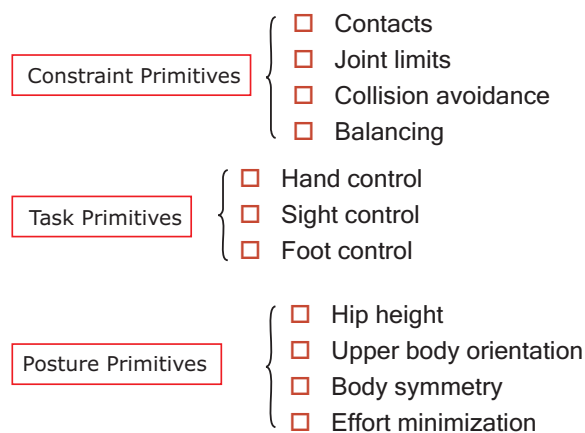 Constraint Primitives
Contacts
Joint limits
Collision avoidance
Balancing
Task Primitives
Hand control
Sight control
Foot control
Posture Primitives
Hip height
Upper body orientation
Body symmetry
Effort minimization